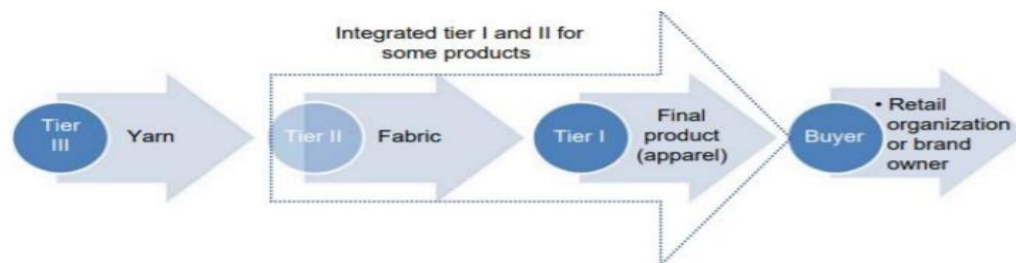 Integrated tier I and II for
some products
Tier
III
Yarn
Tier II
Fabric
Tier I
Final
product
(apparel)
Buyer
• Retail
organization
or brand
owner